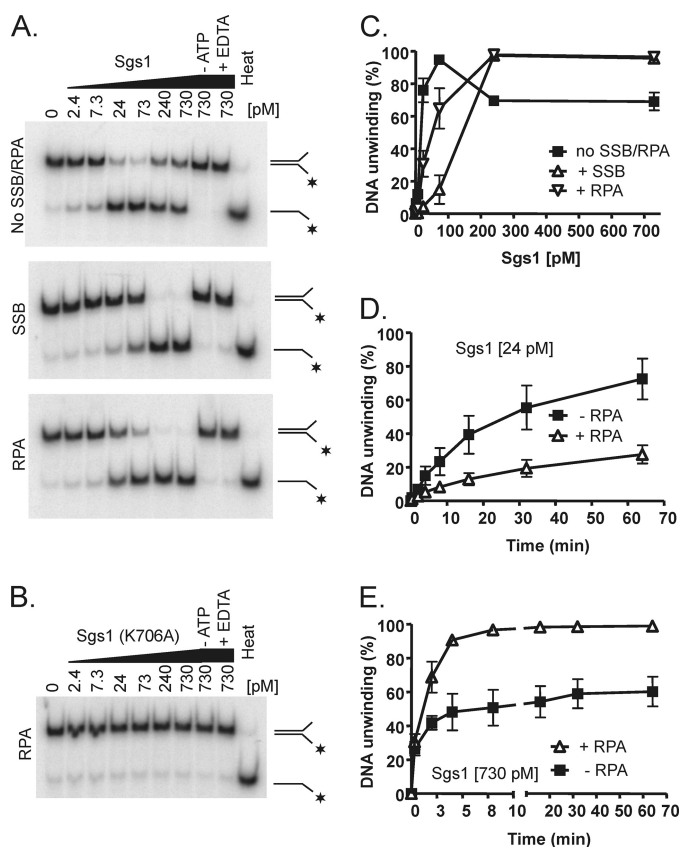 A.
Sgs1
- ATP
+ EDTA
Heat
0 2.4 7.3 24 73 240 730 730 730 [pM]
No SSB/RPA
SSB
RPA
B.
Sgs1 (K706A)
- ATP
+ EDTA
Heat
0 2.4 7.3 24 73 240 730 730 730 [pM]
RPA
C.
DNA unwinding (%)
100
80
60
40
20
0
no SSB/RPA
+ SSB
+ RPA
0 100 200 300 400 500 600 700
Sgs1 [pM]
D.
DNA unwinding (%)
100
80
60
40
20
0
Sgs1 [24 pM]
- RPA
+ RPA
0 10 20 30 40 50 60 70
Time (min)
E.
DNA unwinding (%)
100
80
60
40
20
0
+ RPA
- RPA
Sgs1 [730 pM]
0 3 5 8 10 20 30 40 50 60 70
Time (min)